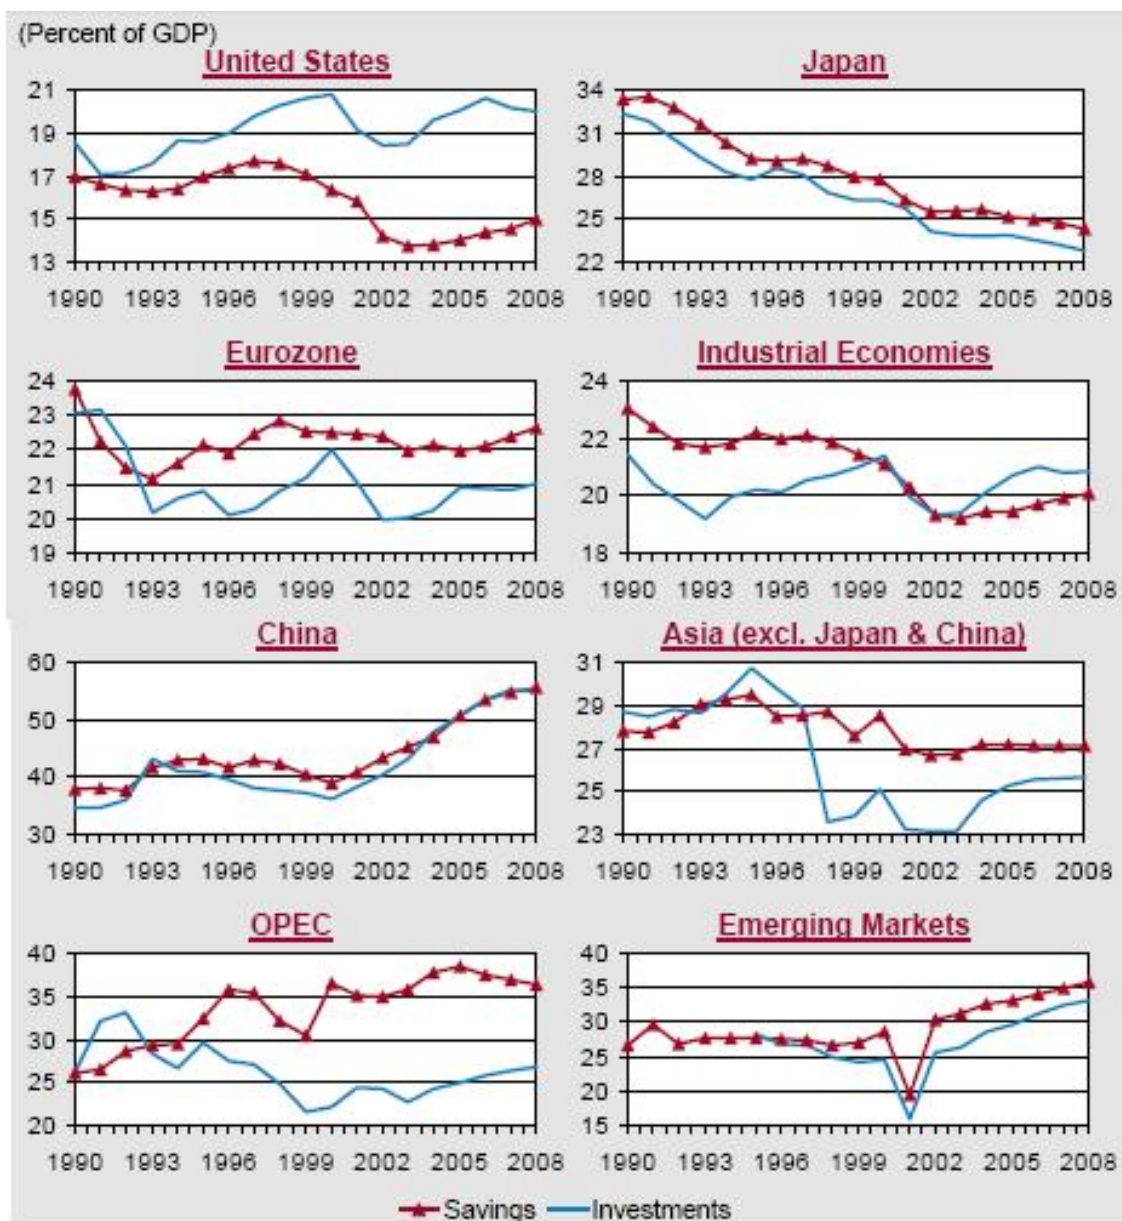 (Percent of GDP)
United States
21
19
17
15
13
1990 1993 1996 1999 2002 2005 2008
Japan
34
31
28
25
22
1990 1993 1996 1999 2002 2005 2008
Eurozone
24
23
22
21
20
19
1990 1993 1996 1999 2002 2005 2008
Industrial Economies
24
22
20
18
1990 1993 1996 1999 2002 2005 2008
China
60
50
40
30
1990 1993 1996 1999 2002 2005 2008
Asia (excl. Japan & China)
31
29
27
25
23
1990 1993 1996 1999 2002 2005 2008
OPEC
40
35
30
25
20
1990 1993 1996 1999 2002 2005 2008
Emerging Markets
40
35
30
25
20
15
1990 1993 1996 1999 2002 2005 2008
Savings Investments